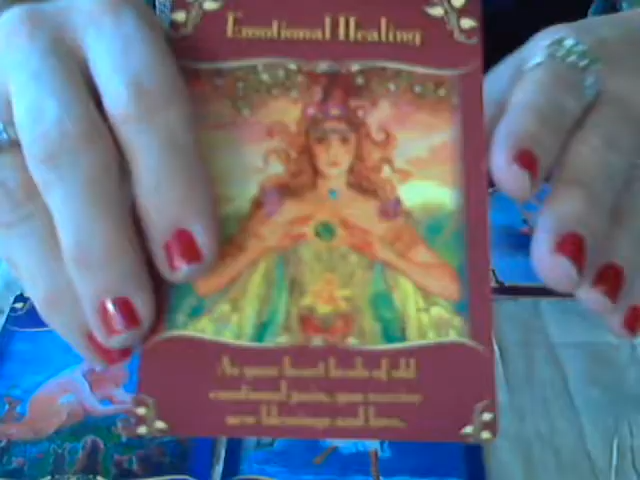 Emotional Healing
As your heart heals of old
emotional pain, you receive
new blessings and love.